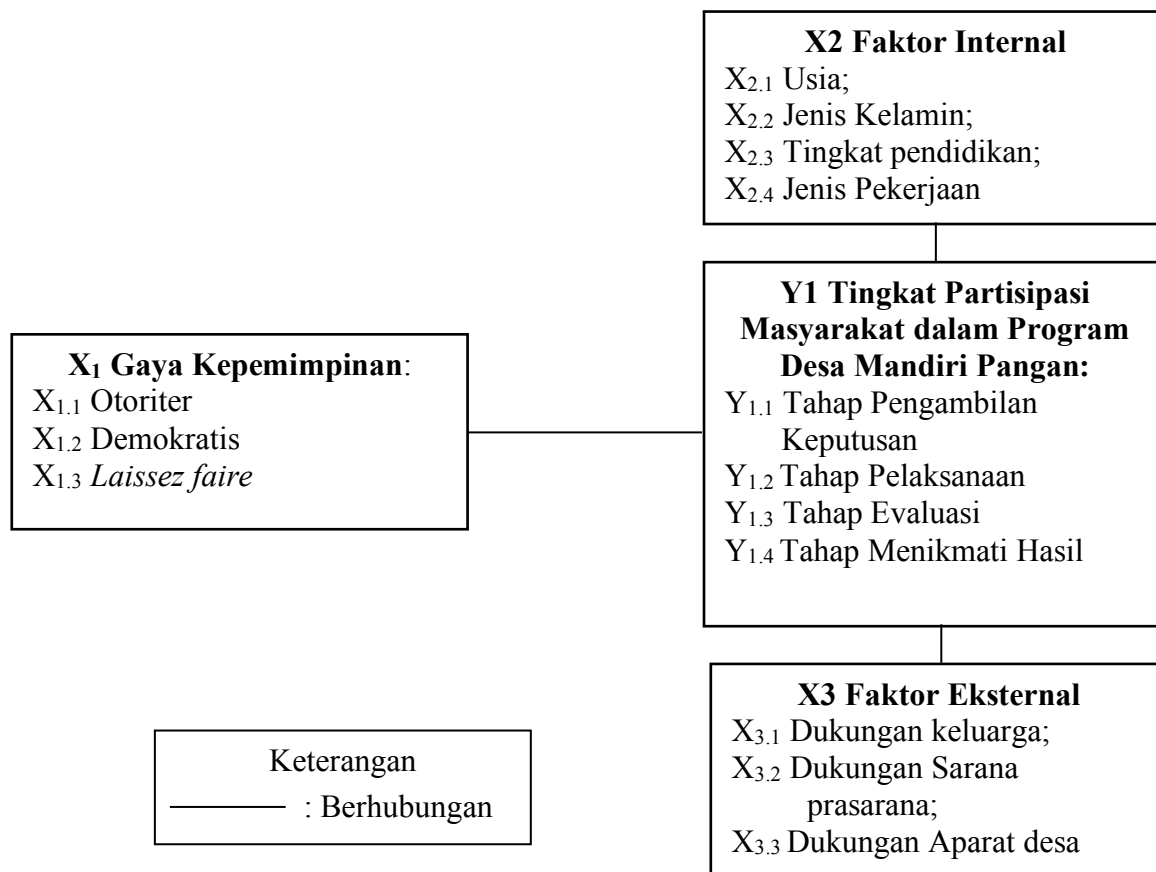 X2 Faktor Internal
X2.1 Usia;
X2.2 Jenis Kelamin;
X2.3 Tingkat pendidikan;
X2.4 Jenis Pekerjaan
X1 Gaya Kepemimpinan:
X1.1 Otoriter
X1.2 Demokratis
X1.3 Laissez faire
Y1 Tingkat Partisipasi
Masyarakat dalam Program
Desa Mandiri Pangan:
Y1.1 Tahap Pengambilan
Keputusan
Y1.2 Tahap Pelaksanaan
Y1.3 Tahap Evaluasi
Y1.4 Tahap Menikmati Hasil
X3 Faktor Eksternal
X3.1 Dukungan keluarga;
X3.2 Dukungan Sarana
prasarana;
X3.3 Dukungan Aparat desa
Keterangan
: Berhubungan